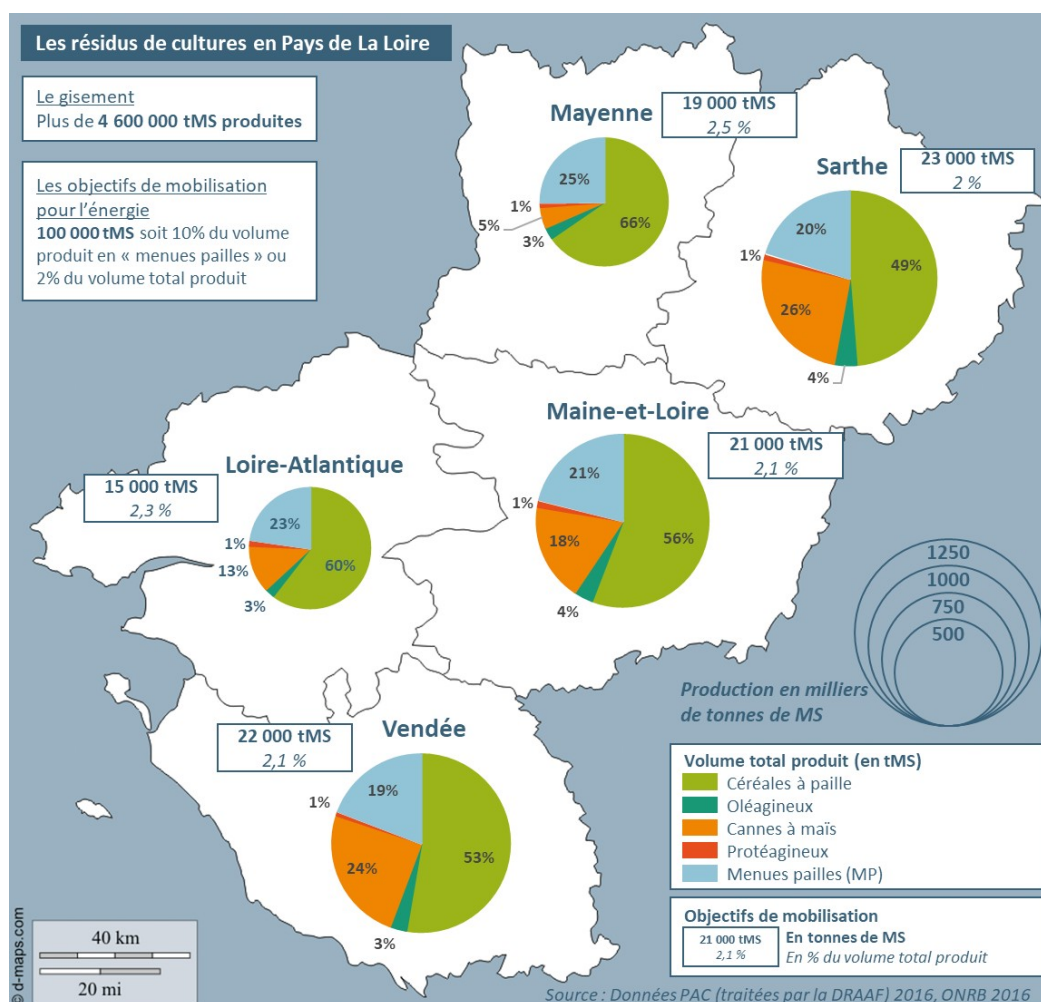 Les résidus de cultures en Pays de La Loire
Le gisement
Plus de 4 600 000 tMS produites
Les objectifs de mobilisation
pour l'énergie
100 000 tMS soit 10% du volume
produit en « menues pailles » ou
2% du volume total produit
Mayenne
19 000 tMS
2,5 %
25%
1%
5%
3%
66%
Sarthe
23 000 tMS
2 %
20%
1%
49%
26%
4%
Maine-et-Loire
21 000 tMS
2,1 %
21%
1%
18%
56%
4%
Loire-Atlantique
15 000 tMS
2,3 %
23%
1%
13%
60%
3%
Vendée
22 000 tMS
2,1 %
19%
1%
24%
53%
3%
1250
1000
750
500
Production en milliers
de tonnes de MS
Volume total produit (en tMS)
Céréales à paille
Oléagineux
Cannes à maïs
Protéagineux
Menues pailles (MP)
Objectifs de mobilisation
21 000 tMS En tonnes de MS
2,1 % En % du volume total produit
40 km
20 mi
© d-maps.com
Source : Données PAC (traitées par la DRAAF) 2016, ONRB 2016